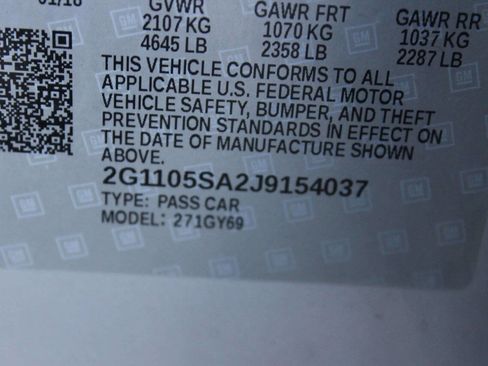 01/18
GVWR GAWR FRT GAWR RR
2107 KG 1070 KG 1037 KG
4645 LB 2358 LB 2287 LB
THIS VEHICLE CONFORMS TO ALL
APPLICABLE U.S. FEDERAL MOTOR
VEHICLE SAFETY, BUMPER, AND THEFT
PREVENTION STANDARDS IN EFFECT ON
THE DATE OF MANUFACTURE SHOWN
ABOVE.
2G1105SA2J9154037
TYPE: PASS CAR
MODEL: 271GY69